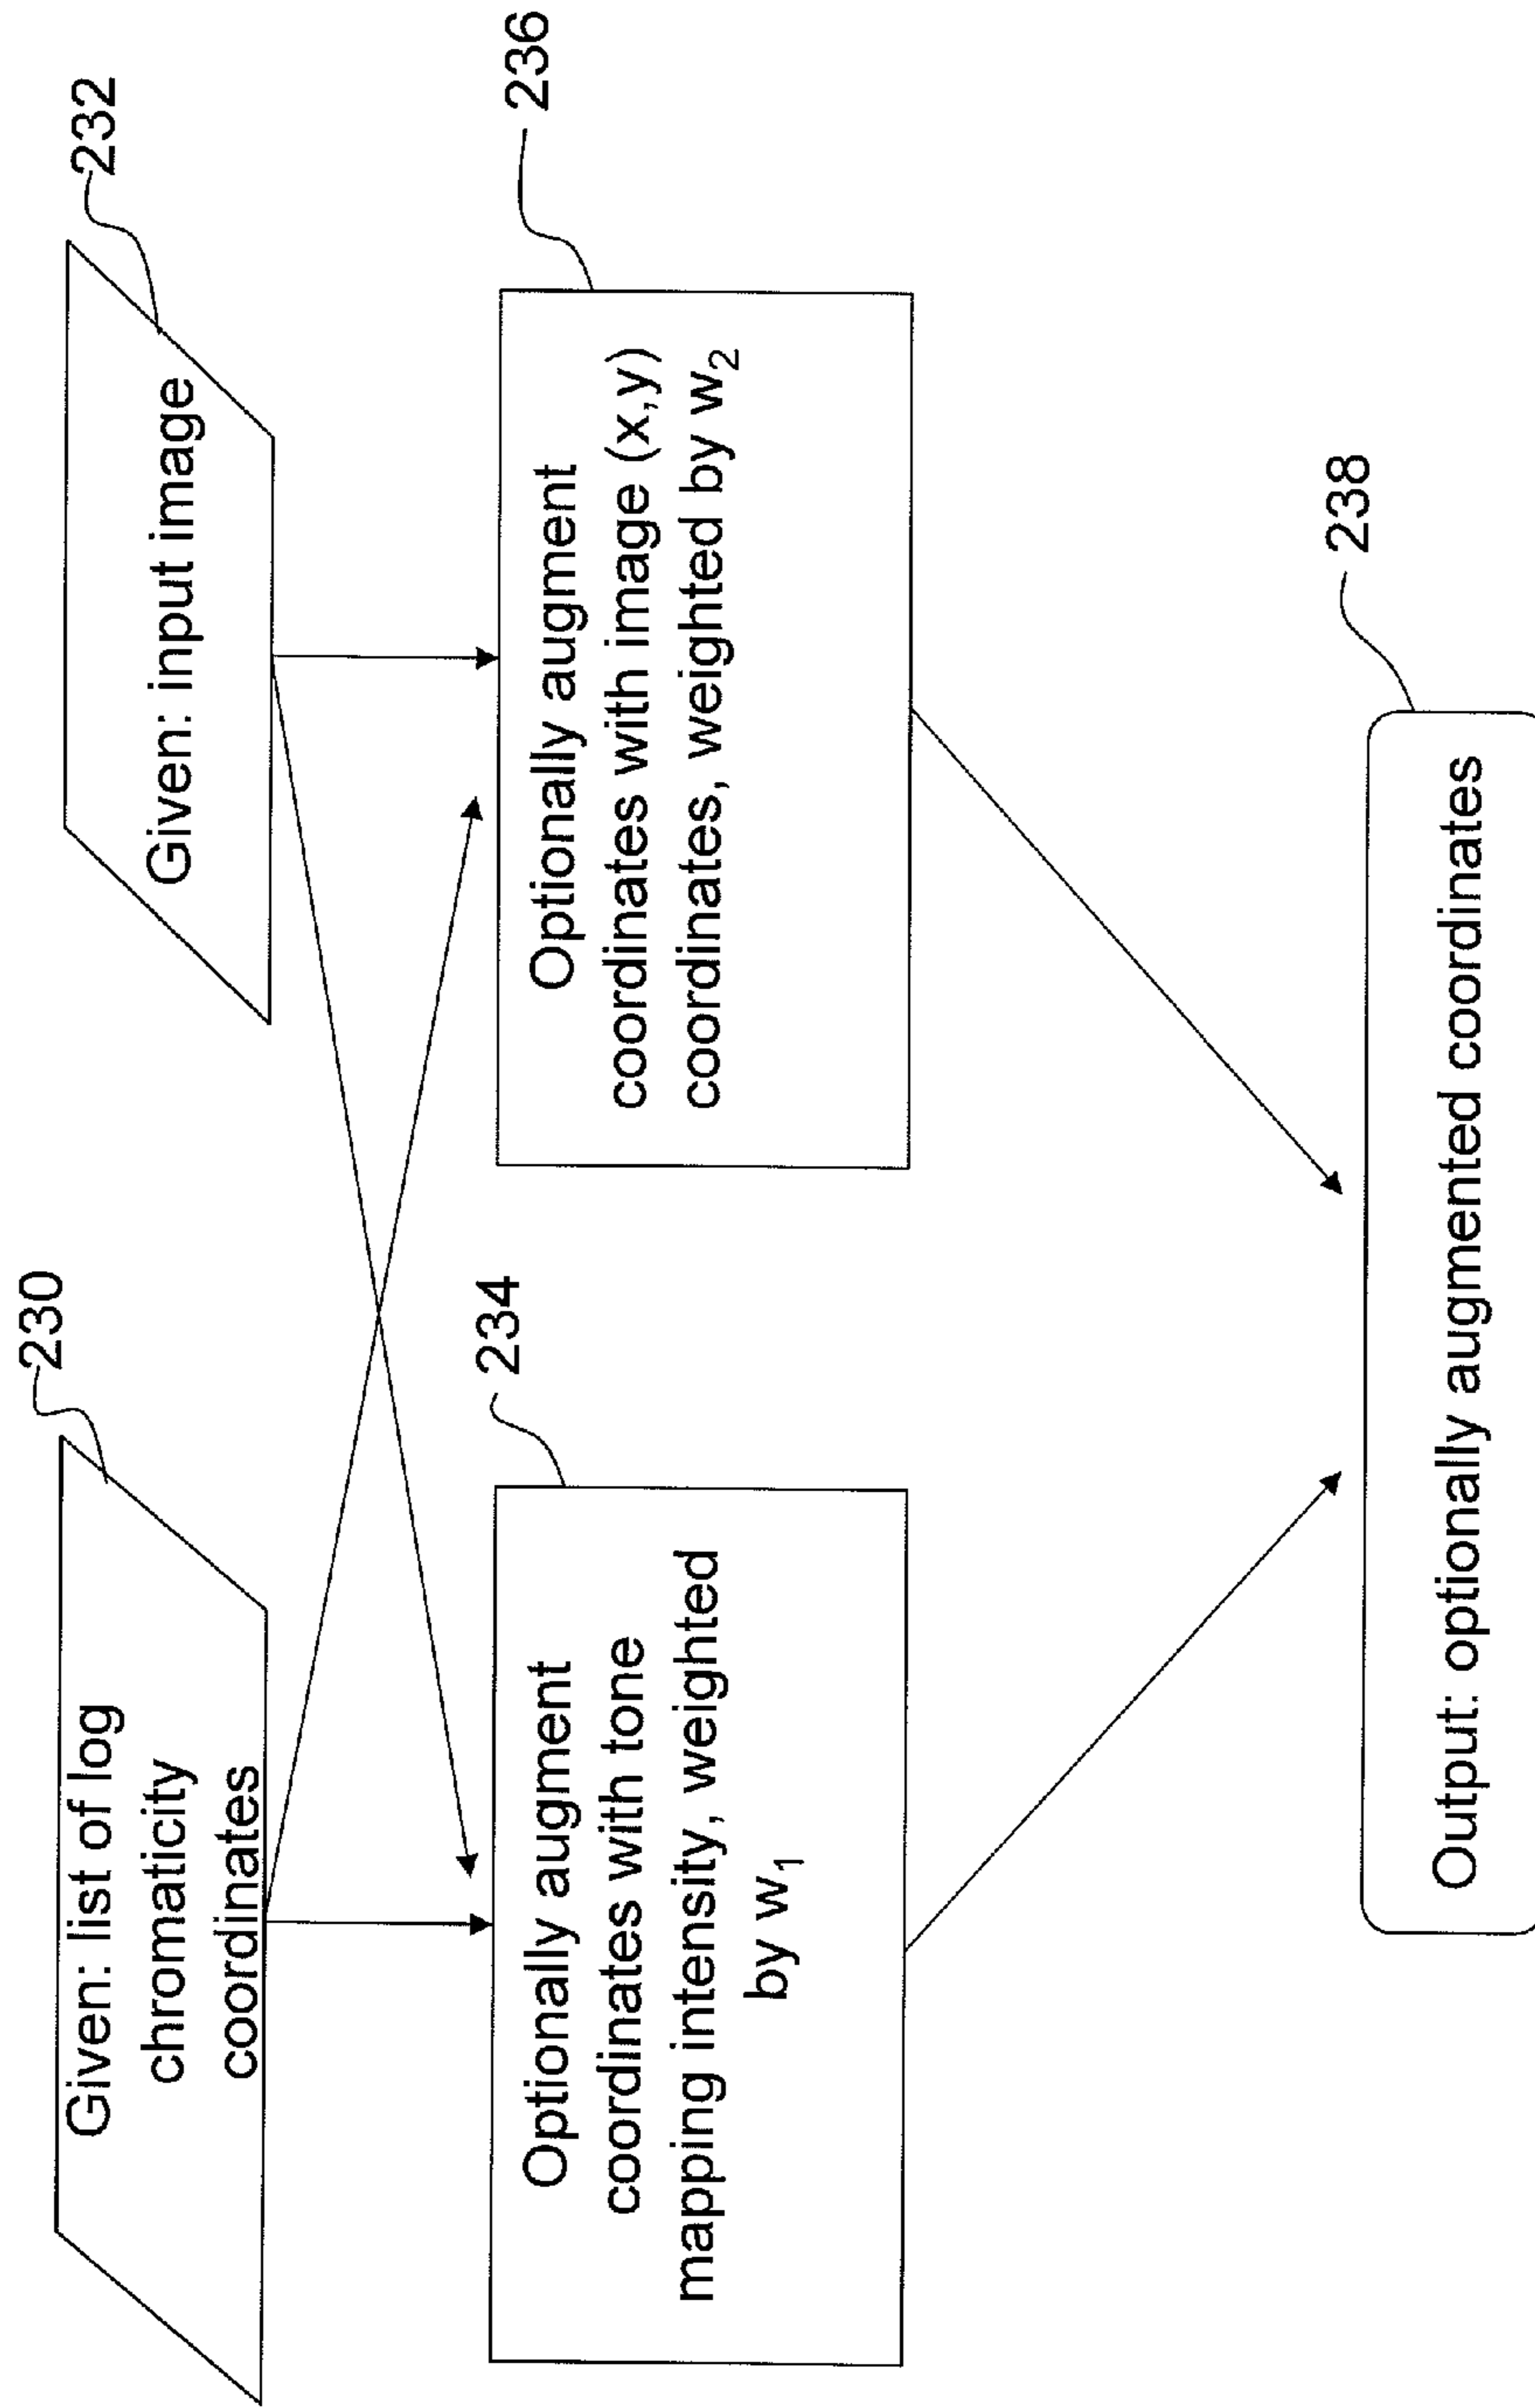 230
Given: list of log
chromaticity
coordinates
232
Given: input image
234
Optionally augment
coordinates with tone
mapping intensity, weighted
by w₁
236
Optionally augment
coordinates with image (x,y)
coordinates, weighted by w₂
238
Output: optionally augmented coordinates